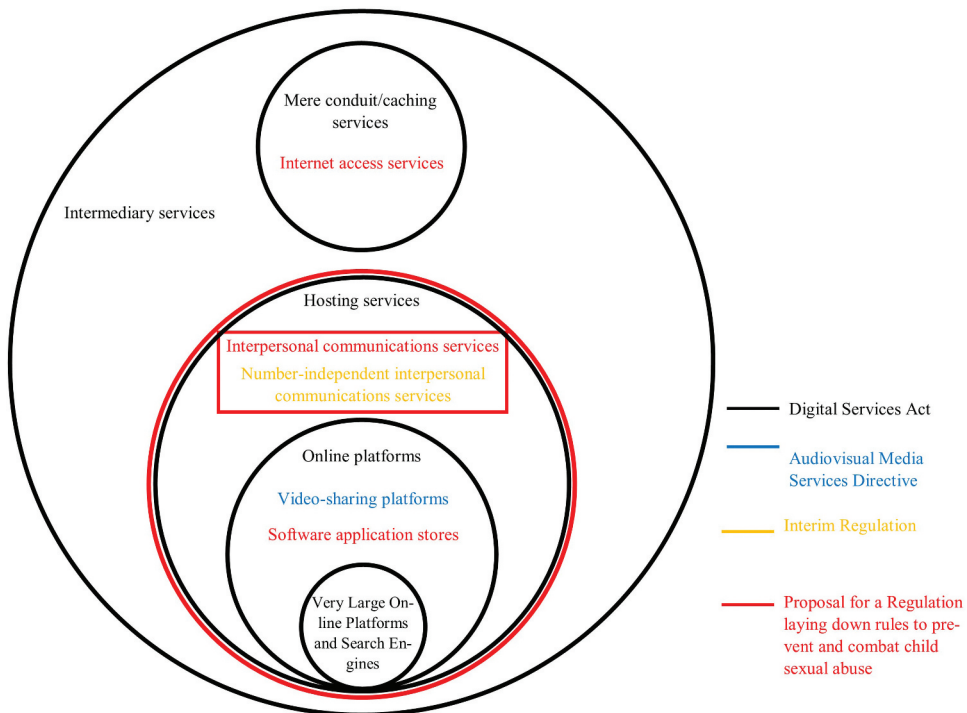 Mere conduit/caching
services
Internet access services
Intermediary services
Hosting services
Interpersonal communications services
Number-independent interpersonal
communications services
Online platforms
Video-sharing platforms
Software application stores
Very Large On-
line Platforms
and Search En-
gines
Digital Services Act
Audiovisual Media
Services Directive
Interim Regulation
Proposal for a Regulation
laying down rules to pre-
vent and combat child
sexual abuse